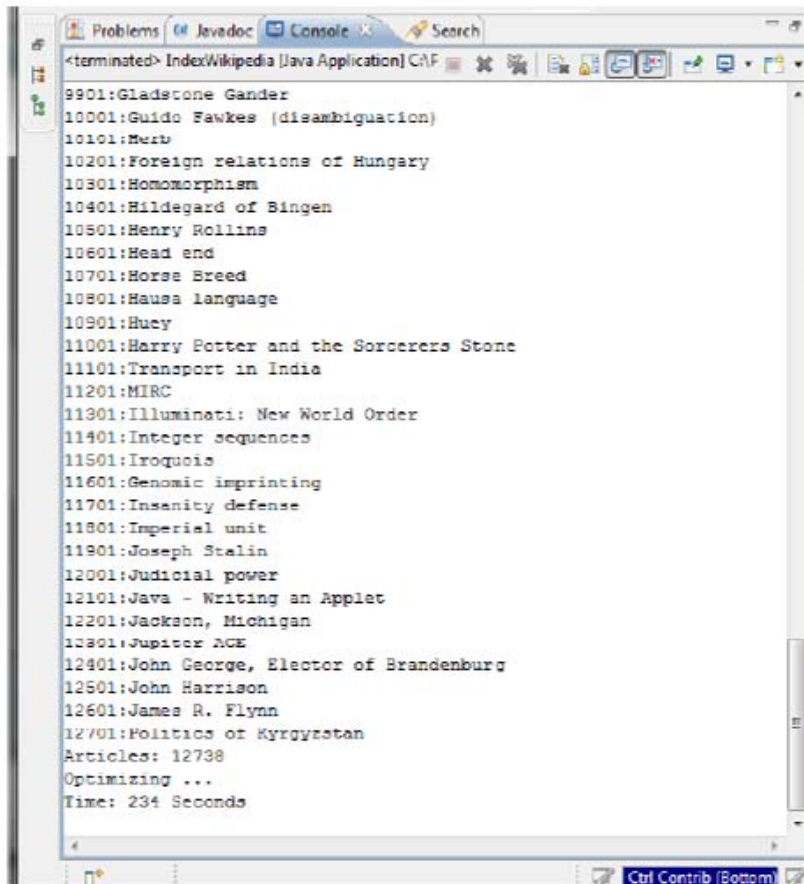 Problems @ Javadoc Console Search
<terminated> IndexWikipedia [Java Application] C:\F
9901:Gladstone Gander
10001:Guido Fawkes (disambiguation)
10101:Herb
10201:Foreign relations of Hungary
10301:Homomorphism
10401:Hildegard of Bingen
10501:Henry Rollins
10601:Head end
10701:Horse Breed
10801:Hausa language
10901:Huey
11001:Harry Potter and the Sorcerers Stone
11101:Transport in India
11201:MIRC
11301:Illuminati: New World Order
11401:Integer sequences
11501:Iroquois
11601:Genomic imprinting
11701:Insanity defense
11801:Imperial unit
11901:Joseph Stalin
12001:Judicial power
12101:Java - Writing an Applet
12201:Jackson, Michigan
12301:Jupiter ACE
12401:John George, Elector of Brandenburg
12501:John Harrison
12601:James R. Flynn
12701:Politics of Kyrgyzstan
Articles: 12738
Optimizing ...
Time: 234 Seconds
Ctrl Contrib (Bottom)